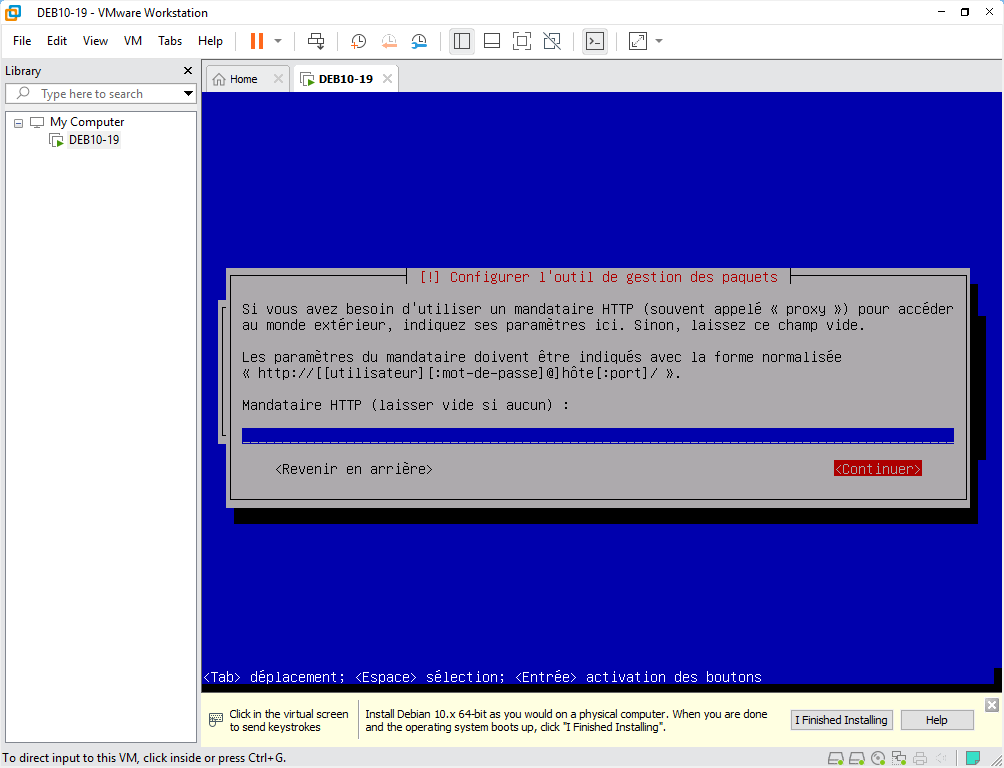 DEB10-19 - VMware Workstation
File Edit View VM Tabs Help
Library
Type here to search
My Computer
DEB10-19
Home
DEB10-19
[!] Configurer l'outil de gestion des paquets
Si vous avez besoin d'utiliser un mandataire HTTP (souvent appelé « proxy ») pour accéder
au monde extérieur, indiquez ses paramètres ici. Sinon, laissez ce champ vide.
Les paramètres du mandataire doivent être indiqués avec la forme normalisée
« http://[[utilisateur][:mot-de-passe]@]hôte[:port]/ ».
Mandataire HTTP (laisser vide si aucun) :
<Revenir en arrière> <Continuer>
<Tab> déplacement; <Espace> sélection; <Entrée> activation des boutons
Click in the virtual screen
to send keystrokes
Install Debian 10.x 64-bit as you would on a physical computer. When you are done
and the operating system boots up, click "I Finished Installing".
I Finished Installing
Help
To direct input to this VM, click inside or press Ctrl+G.